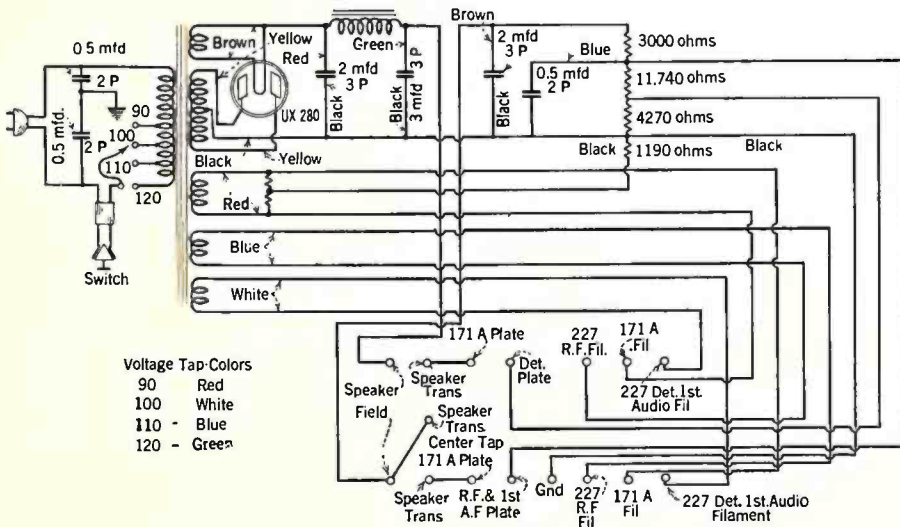 0 5 mfd
2 P
0.5 mfd.
2 P
90
100
110
120
Switch
Brown
Yellow
Red
UX 280
Black
Yellow
Red
Blue
White
Green
2 mfd
3 P
Black
3 P
3 mfd
Black
Brown
2 mfd
3 P
Black
Blue
0.5 mfd
2 P
Black
3000 ohms
11.740 ohms
4270 ohms
1190 ohms
Black
Voltage Tap-Colors
90 Red
100 White
110 - Blue
120 - Green
Speaker
Field
Speaker
Trans
171 A Plate
Det.
Plate
227
R.F.Fil.
171 A
Fil
227 Det.1st.
Audio Fil
Speaker
Trans.
Center Tap
171 A Plate
Speaker
Trans
R.F.& 1st
A.F Plate
Gnd
227
R.F
Fil
171 A
Fil
227 Det. 1st.Audio
Filament